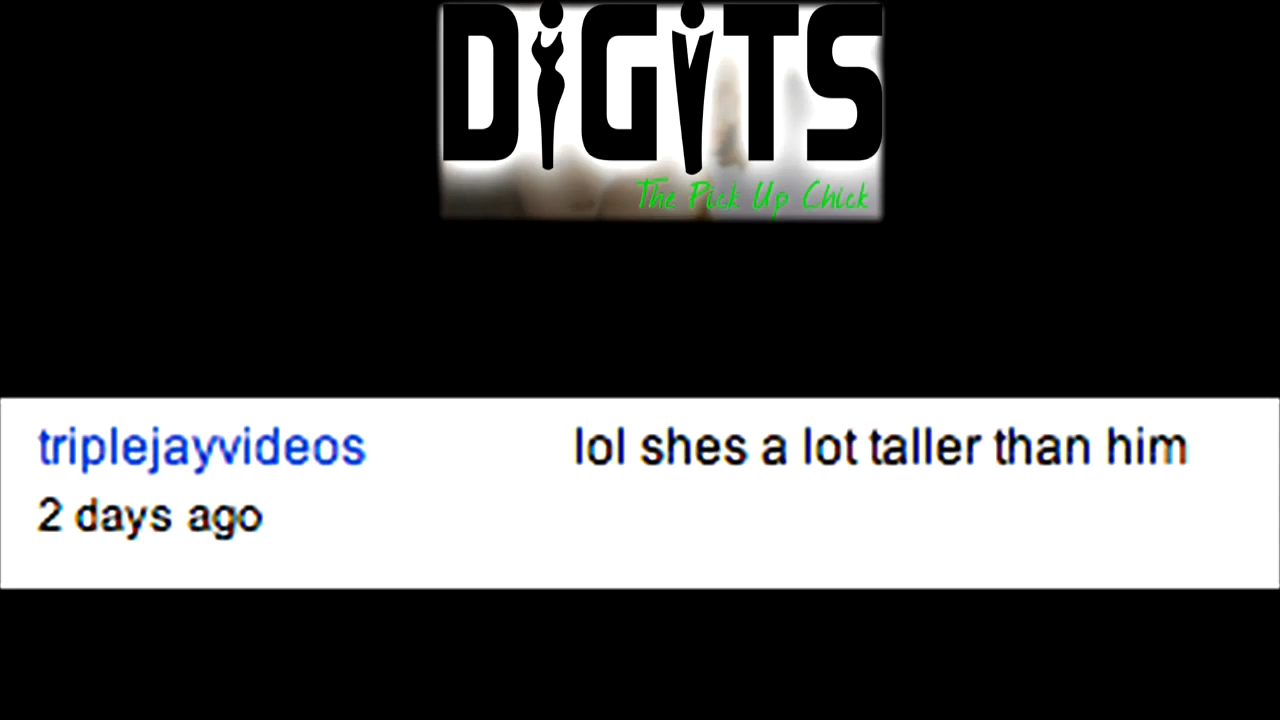 DiGiTS
The Pick Up Chick
triplejayvideos lol shes a lot taller than him
2 days ago